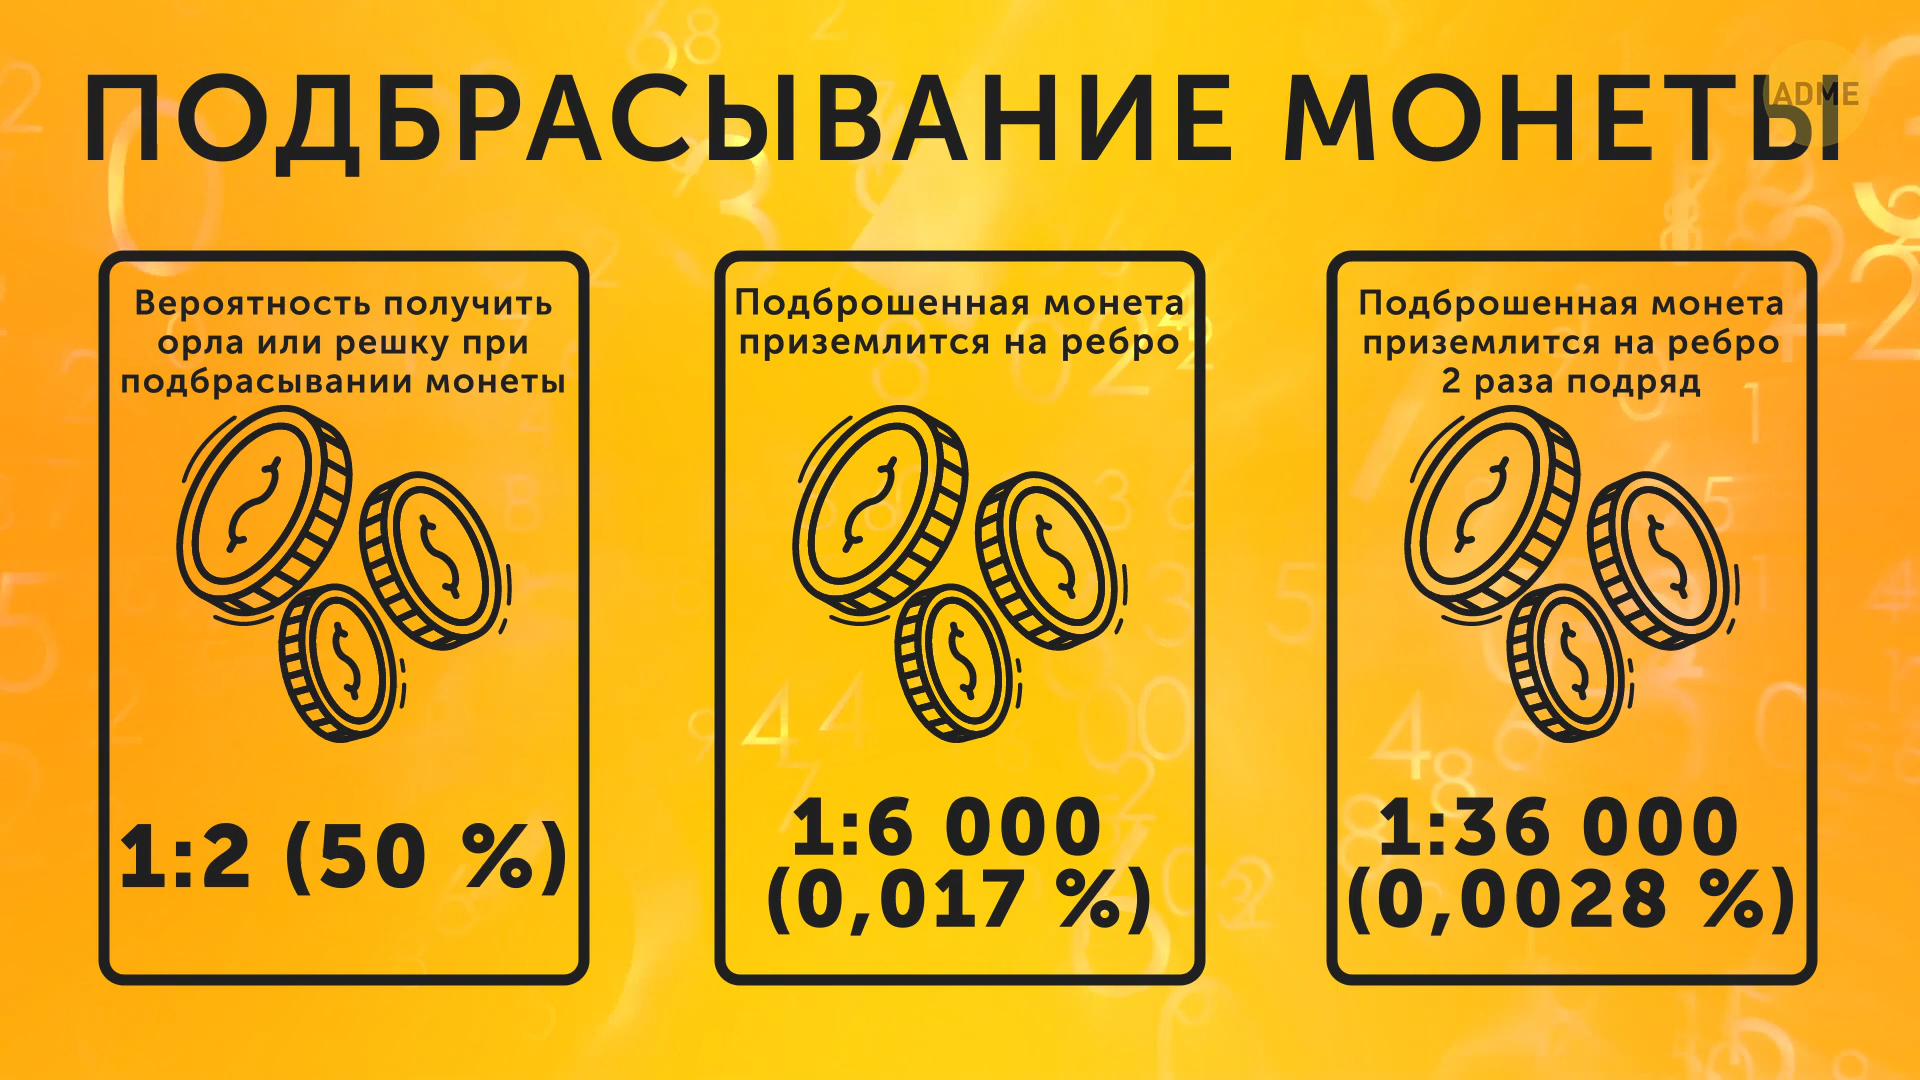 ПОДБРАСЫВАНИЕ МОНЕТЫ
ADME
Вероятность получить
орла или решку при
подбрасывании монеты
1:2 (50 %)
Подброшенная монета
приземлится на ребро
1:6 000
(0,017 %)
Подброшенная монета
приземлится на ребро
2 раза подряд
1:36 000
(0,0028 %)